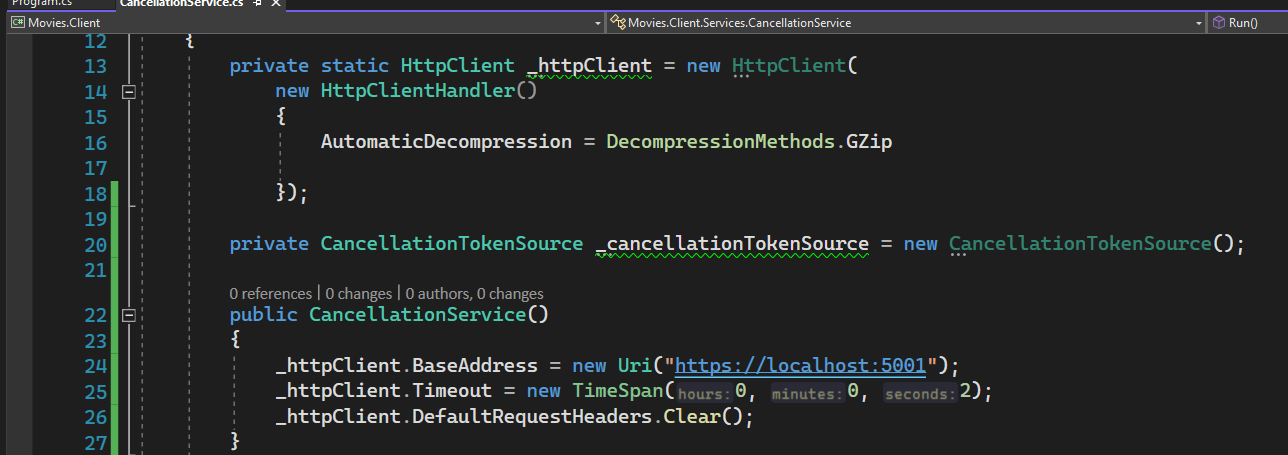 Program.cs CancellationService.cs
C# Movies.Client Movies.Client.Services.CancellationService Run()
12 {
13 private static HttpClient _httpClient = new HttpClient(
14 new HttpClientHandler()
15 {
16 AutomaticDecompression = DecompressionMethods.GZip
17
18 });
19
20 private CancellationTokenSource _cancellationTokenSource = new CancellationTokenSource();
21
0 references | 0 changes | 0 authors, 0 changes
22 public CancellationService()
23 {
24 _httpClient.BaseAddress = new Uri("https://localhost:5001");
25 _httpClient.Timeout = new TimeSpan(hours:0, minutes:0, seconds:2);
26 _httpClient.DefaultRequestHeaders.Clear();
27 }